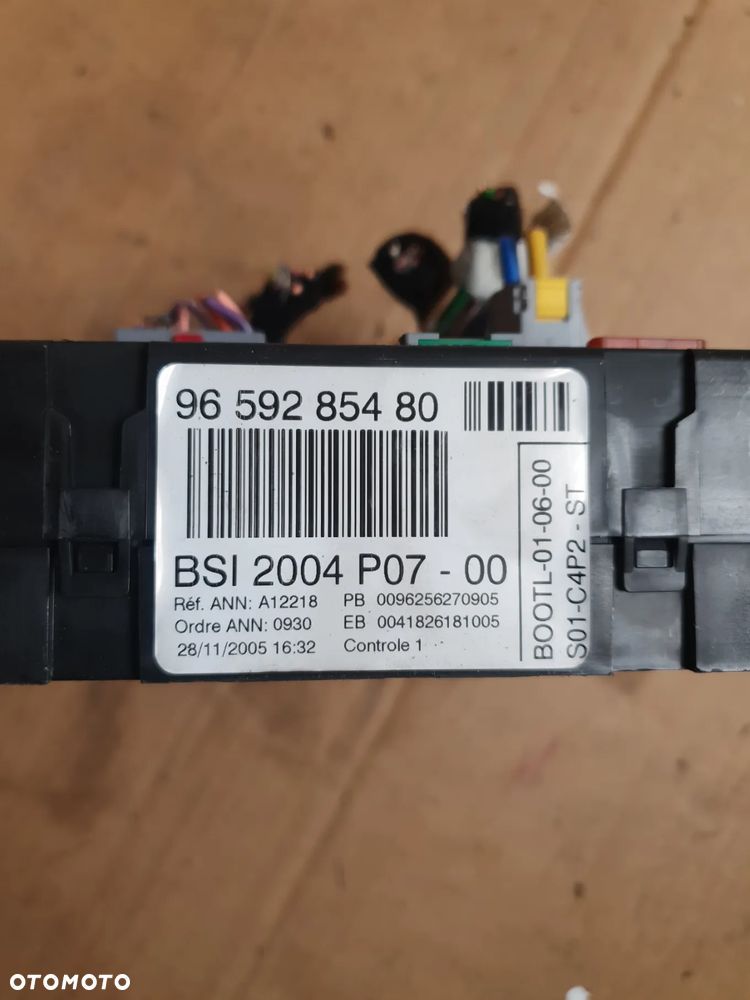 96 592 854 80
BSI 2004 P07 - 00
Réf. ANN: A12218 PB 0096256270905
Ordre ANN: 0930 EB 0041826181005
28/11/2005 16:32 Controle 1
BOOTL-01-06-00
S01-C4P2 - ST
OTOMOTO